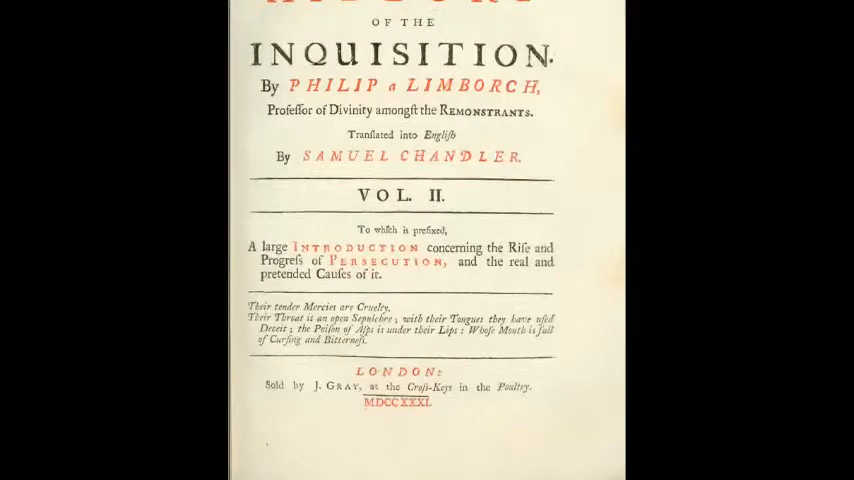 OF THE
INQUISITION.
By PHILIP a LIMBORCH,
Profeſſor of Divinity amongſt the REMONSTRANTS.
Tranſlated into Engliſh
By SAMUEL CHANDLER.
VOL. II.
To which is prefixed,
A large INTRODUCTION concerning the Riſe and
Progreſs of PERSECUTION, and the real and
pretended Cauſes of it.
Their tender Mercies are Cruelty.
Their Throat is an open Sepulchre; with their Tongues they have uſed
Deceit; the Poiſon of Aſps is under their Lips: Whoſe Mouth is full
of Curſing and Bitterneſs.
LONDON:
Sold by J. GRAY, at the Croſs-Keys in the Poultry.
MDCCXXXI.